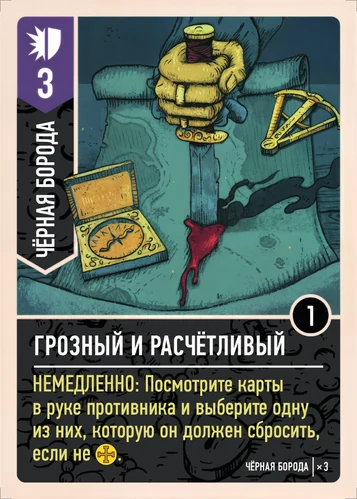 3
ЧЁРНАЯ БОРОДА
1
ГРОЗНЫЙ И РАСЧЁТЛИВЫЙ
НЕМЕДЛЕННО: Посмотрите карты
в руке противника и выберите одну
из них, которую он должен сбросить,
если не .
ЧЁРНАЯ БОРОДА | ×3